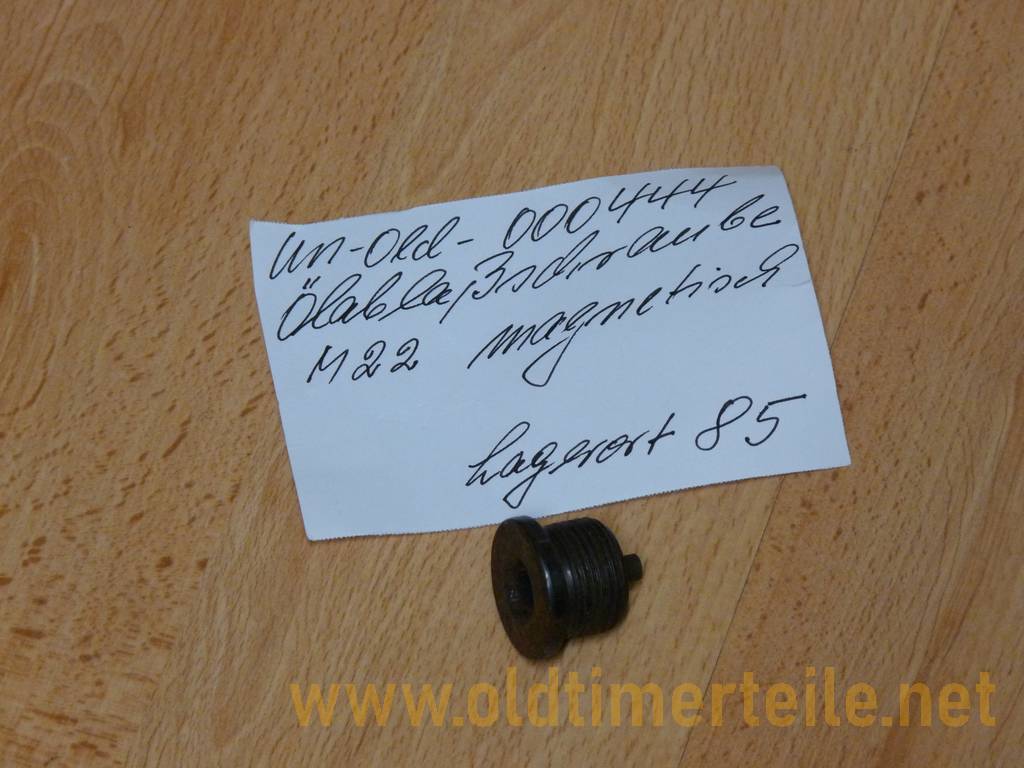 Un-Old-000444
Ölablaßschraube
M22 magnetisch
Lagerort 85
www.oldtimerteile.net